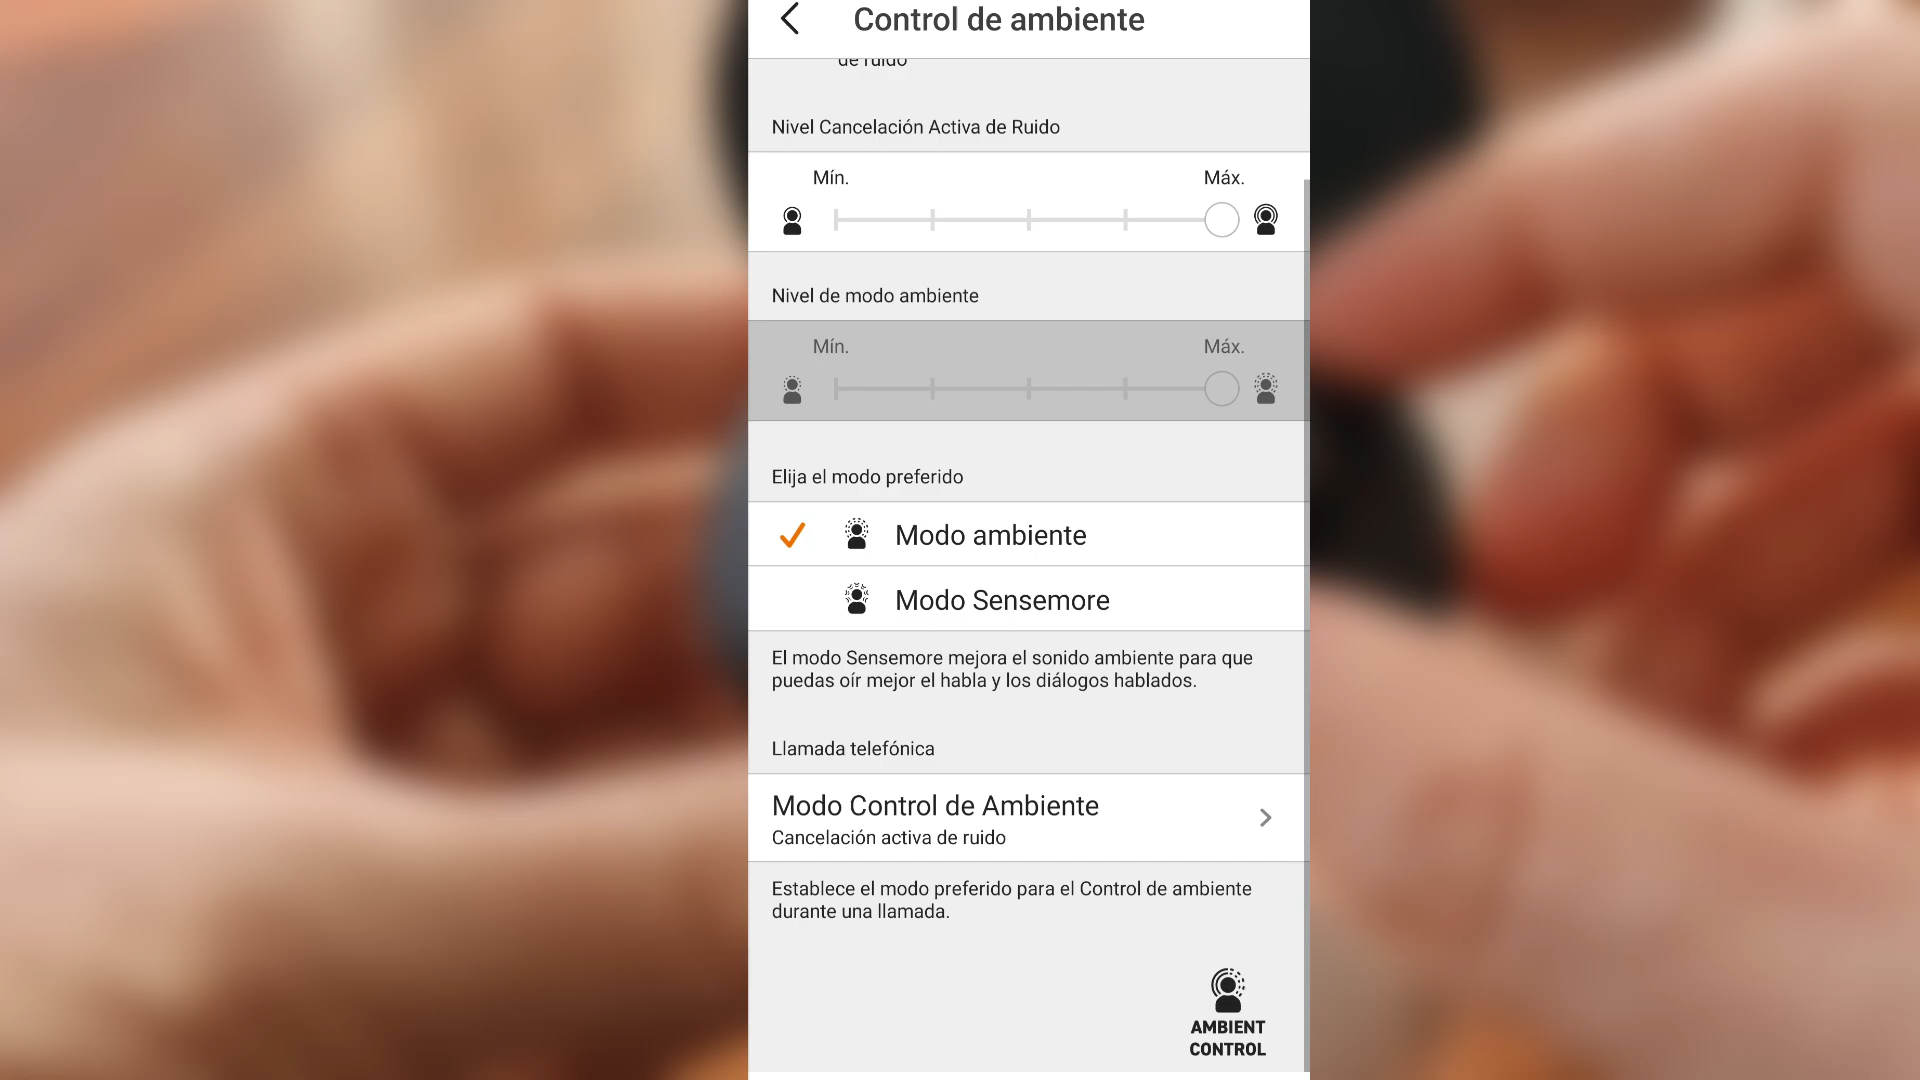 Control de ambiente
de ruido
Nivel Cancelación Activa de Ruido
Mín. Máx.
Nivel de modo ambiente
Mín. Máx.
Elija el modo preferido
Modo ambiente
Modo Sensemore
El modo Sensemore mejora el sonido ambiente para que
puedas oír mejor el habla y los diálogos hablados.
Llamada telefónica
Modo Control de Ambiente
Cancelación activa de ruido
Establece el modo preferido para el Control de ambiente
durante una llamada.
AMBIENT
CONTROL